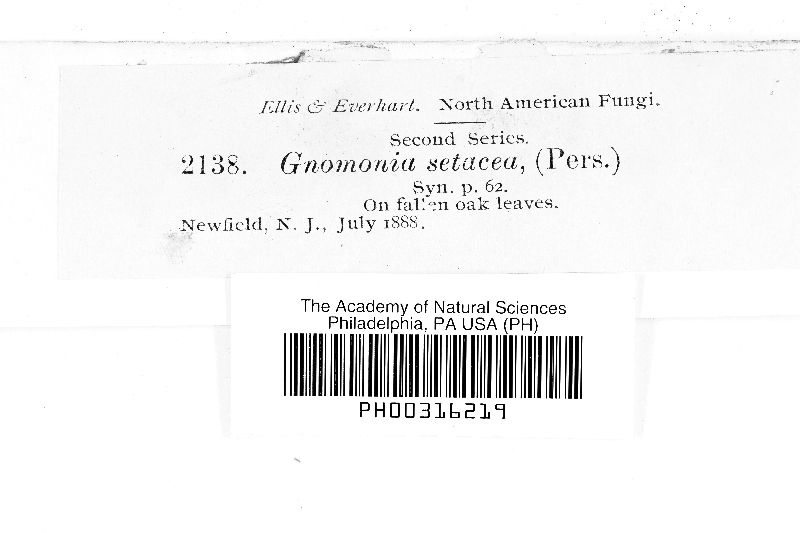 Ellis & Everhart. North American Fungi.
Second Series.
2138. Gnomonia setacea, (Pers.)
Syn. p. 62.
On fallen oak leaves.
Newfield, N. J., July 1888.
The Academy of Natural Sciences
Philadelphia, PA USA (PH)
PH00316219